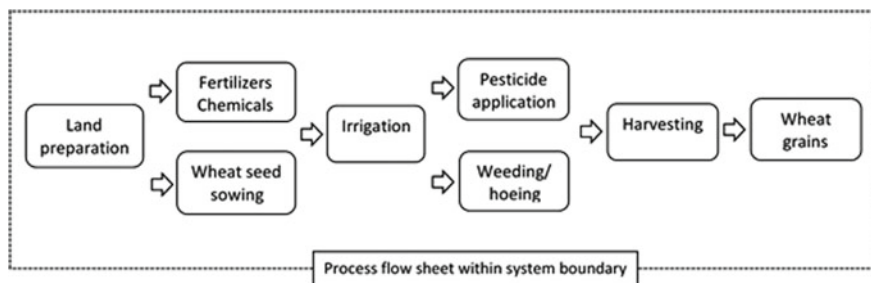 Land
preparation
Fertilizers
Chemicals
Wheat seed
sowing
Irrigation
Pesticide
application
Weeding/
hoeing
Harvesting
Wheat
grains
Process flow sheet within system boundary